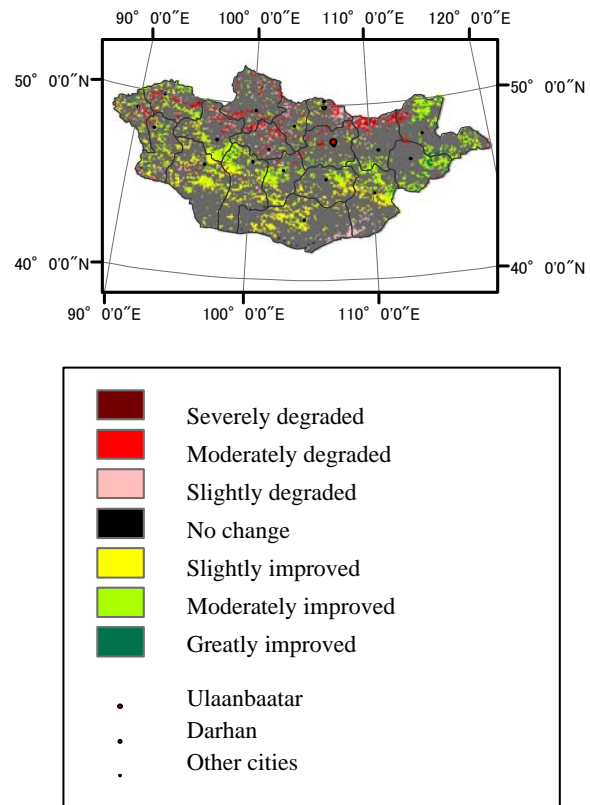 90° 0'0"E 100° 0'0"E 110° 0'0"E 120° 0'0"E
50° 0'0"N 50° 0'0"N
40° 0'0"N 40° 0'0"N
90° 0'0"E 100° 0'0"E 110° 0'0"E
Severely degraded
Moderately degraded
Slightly degraded
No change
Slightly improved
Moderately improved
Greatly improved
Ulaanbaatar
Darhan
Other cities